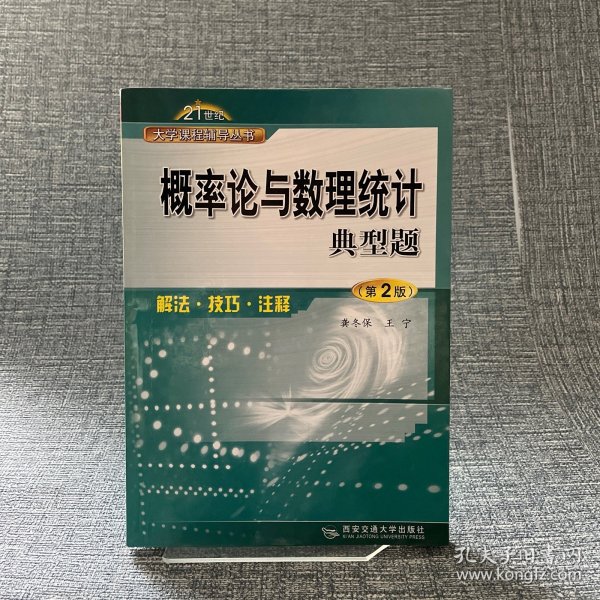 21世纪
大学课程辅导丛书
概率论与数理统计
典型题
(第2版)
解法·技巧·注释
龚冬保 王宁
西安交通大学出版社
XI'AN JIAOTONG UNIVERSITY PRESS
孔夫子旧书网
www.kongfz.com